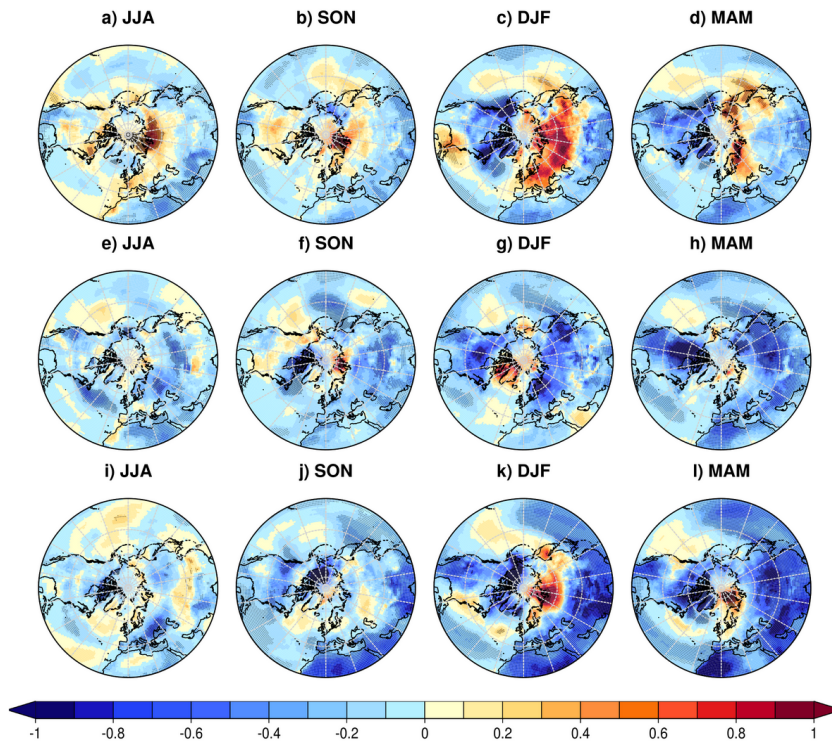 a) JJA b) SON c) DJF d) MAM
e) JJA f) SON g) DJF h) MAM
i) JJA j) SON k) DJF l) MAM
-1 -0.8 -0.6 -0.4 -0.2 0 0.2 0.4 0.6 0.8 1